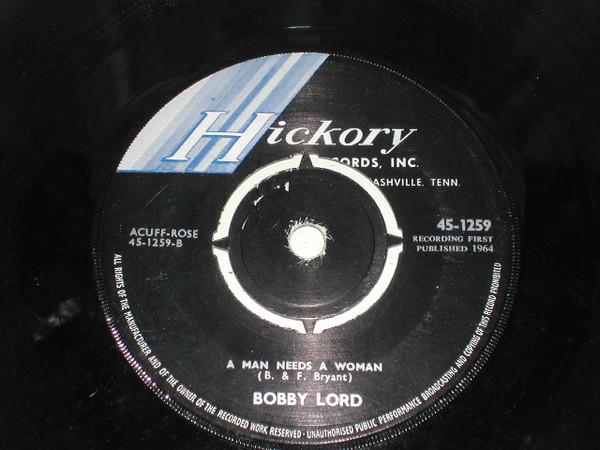 Hickory
CORDS, INC.
ASHVILLE, TENN.
ACUFF-ROSE
45-1259-B
45-1259
RECORDING FIRST
PUBLISHED 1964
A MAN NEEDS A WOMAN
(B. & F. Bryant)
BOBBY LORD
ALL RIGHTS OF THE MANUFACTURER AND OF THE OWNER OF THE RECORDED WORK RESERVED · UNAUTHORISED PUBLIC PERFORMANCE BROADCASTING AND COPYING OF THIS RECORD PROHIBITED